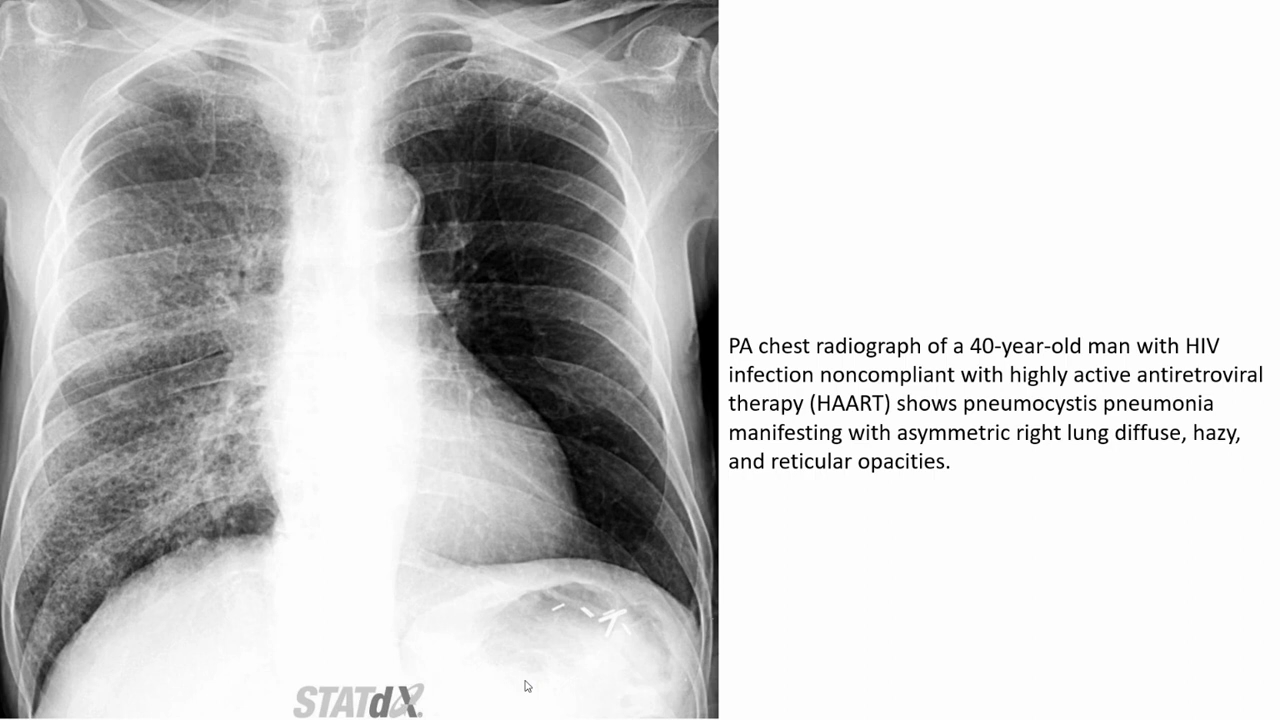 PA chest radiograph of a 40-year-old man with HIV
infection noncompliant with highly active antiretroviral
therapy (HAART) shows pneumocystis pneumonia
manifesting with asymmetric right lung diffuse, hazy,
and reticular opacities.
STATdX